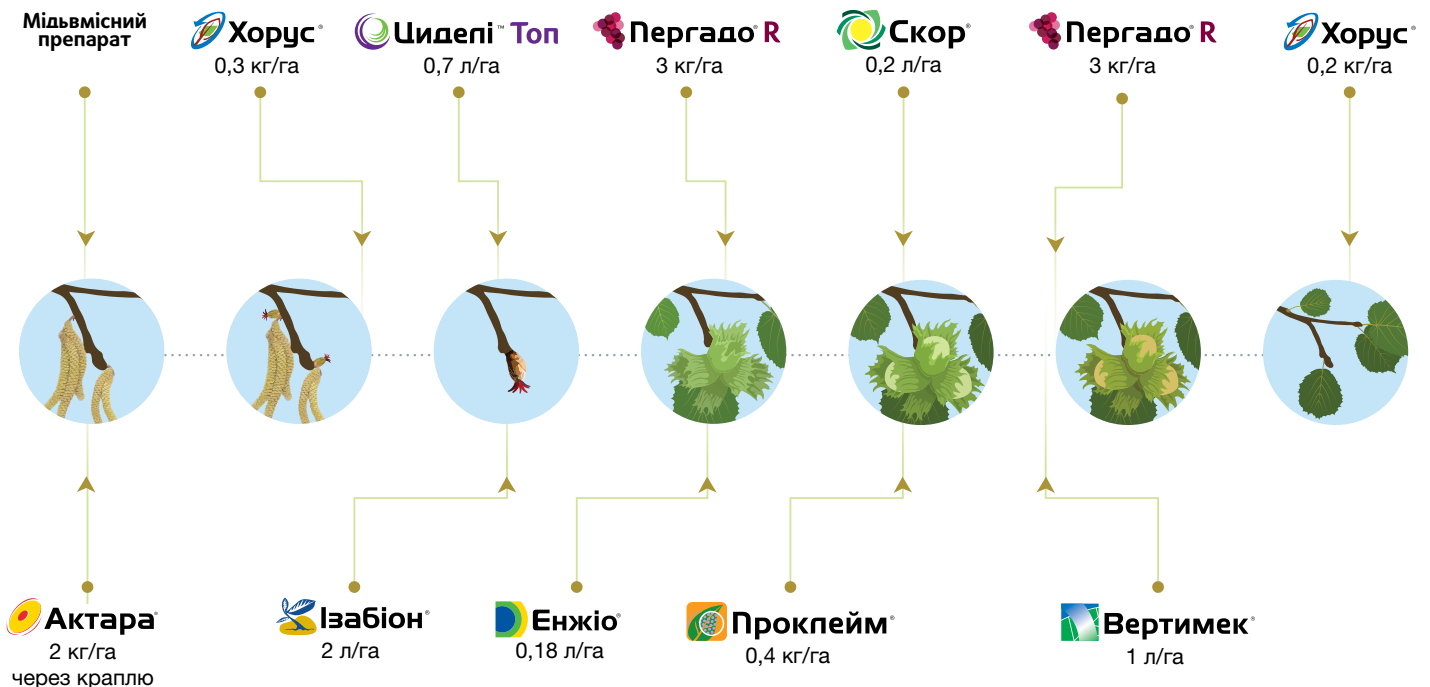 Мідьвмісний
препарат
Хорус®
0,3 кг/га
Циделі™ Топ
0,7 л/га
Пергадо® R
3 кг/га
Скор®
0,2 л/га
Пергадо® R
3 кг/га
Хорус®
0,2 кг/га
Актара®
2 кг/га
через краплю
Ізабіон®
2 л/га
Енжіо®
0,18 л/га
Проклейм®
0,4 кг/га
Вертимек®
1 л/га